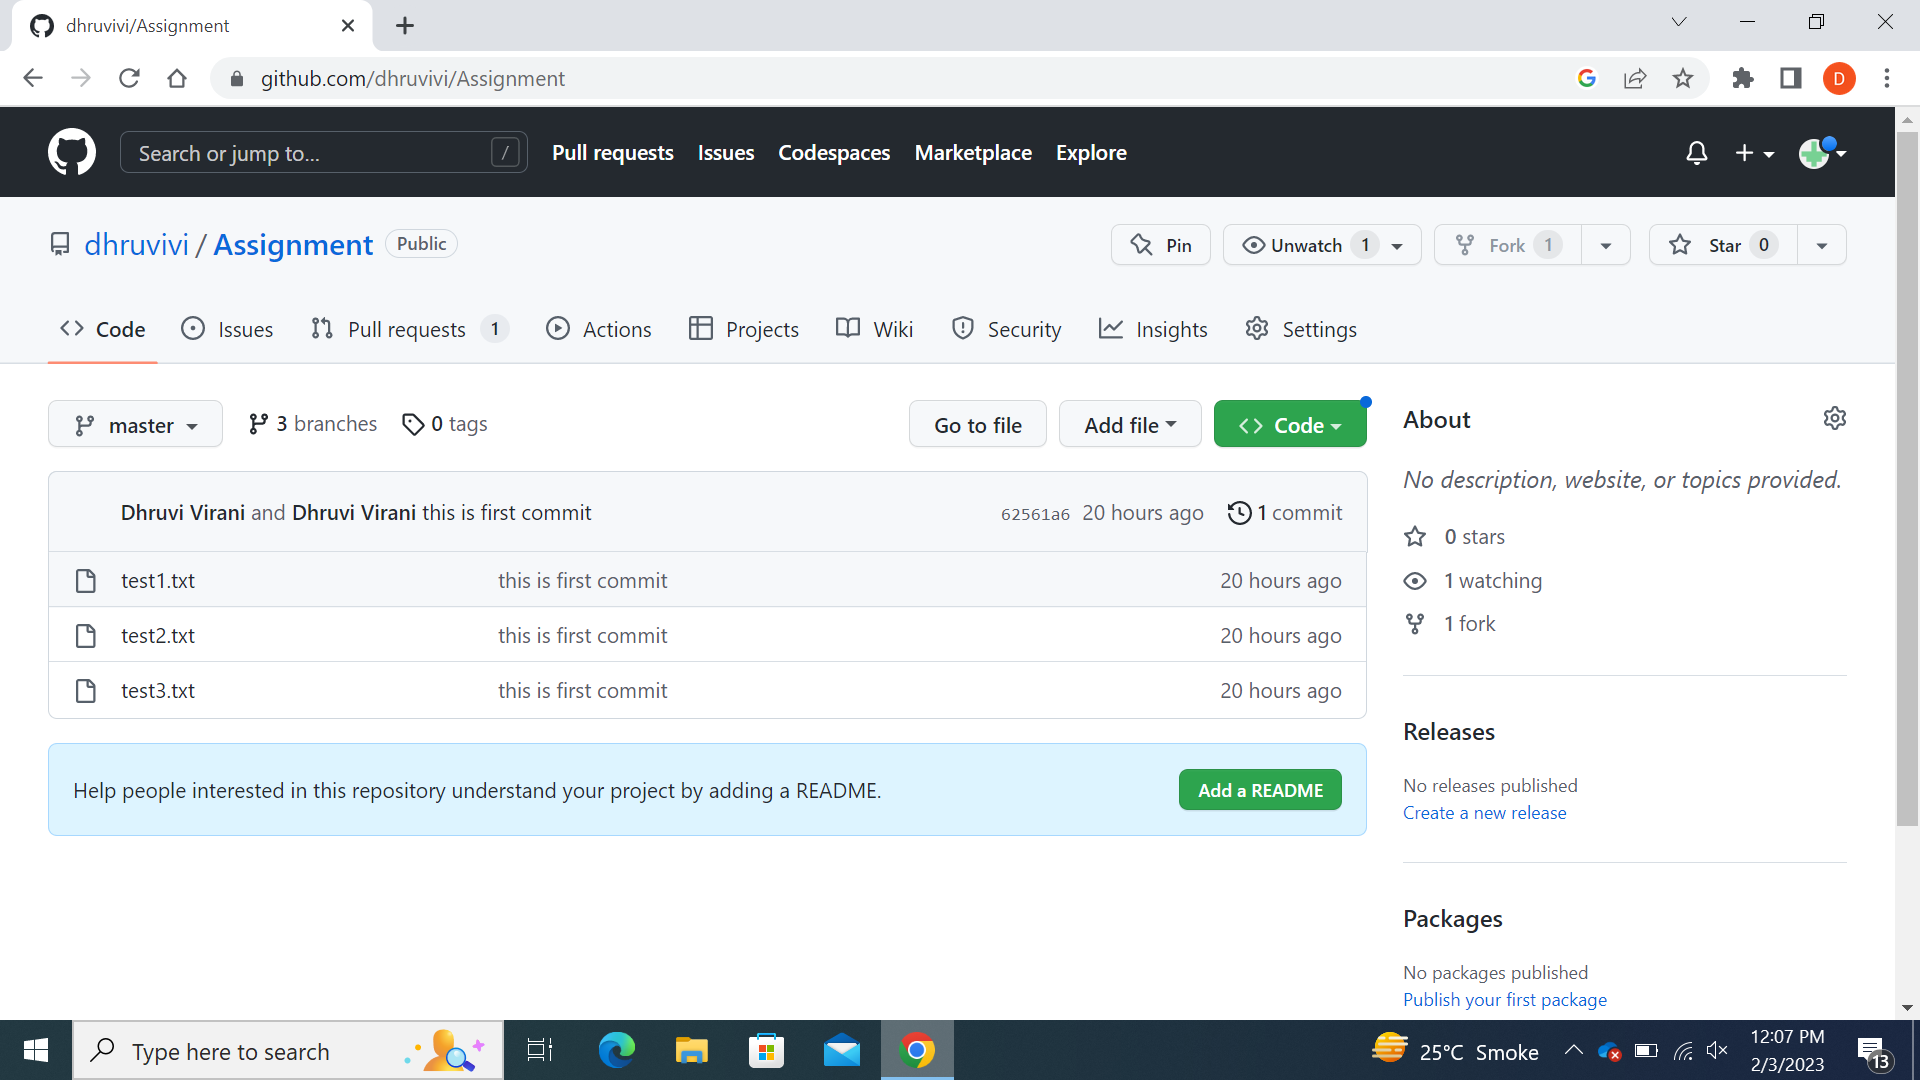 dhruvivi/Assignment
github.com/dhruvivi/Assignment
D
Search or jump to... /
Pull requests Issues Codespaces Marketplace Explore
dhruvivi / Assignment Public
Pin Unwatch 1 Fork 1 Star 0
Code Issues Pull requests 1 Actions Projects Wiki Security Insights Settings
master 3 branches 0 tags
Go to file Add file Code
Dhruvi Virani and Dhruvi Virani this is first commit 62561a6 20 hours ago 1 commit
test1.txt this is first commit 20 hours ago
test2.txt this is first commit 20 hours ago
test3.txt this is first commit 20 hours ago
Help people interested in this repository understand your project by adding a README. Add a README
About
No description, website, or topics provided.
0 stars
1 watching
1 fork
Releases
No releases published
Create a new release
Packages
No packages published
Publish your first package
Type here to search
25°C Smoke
12:07 PM
2/3/2023
13